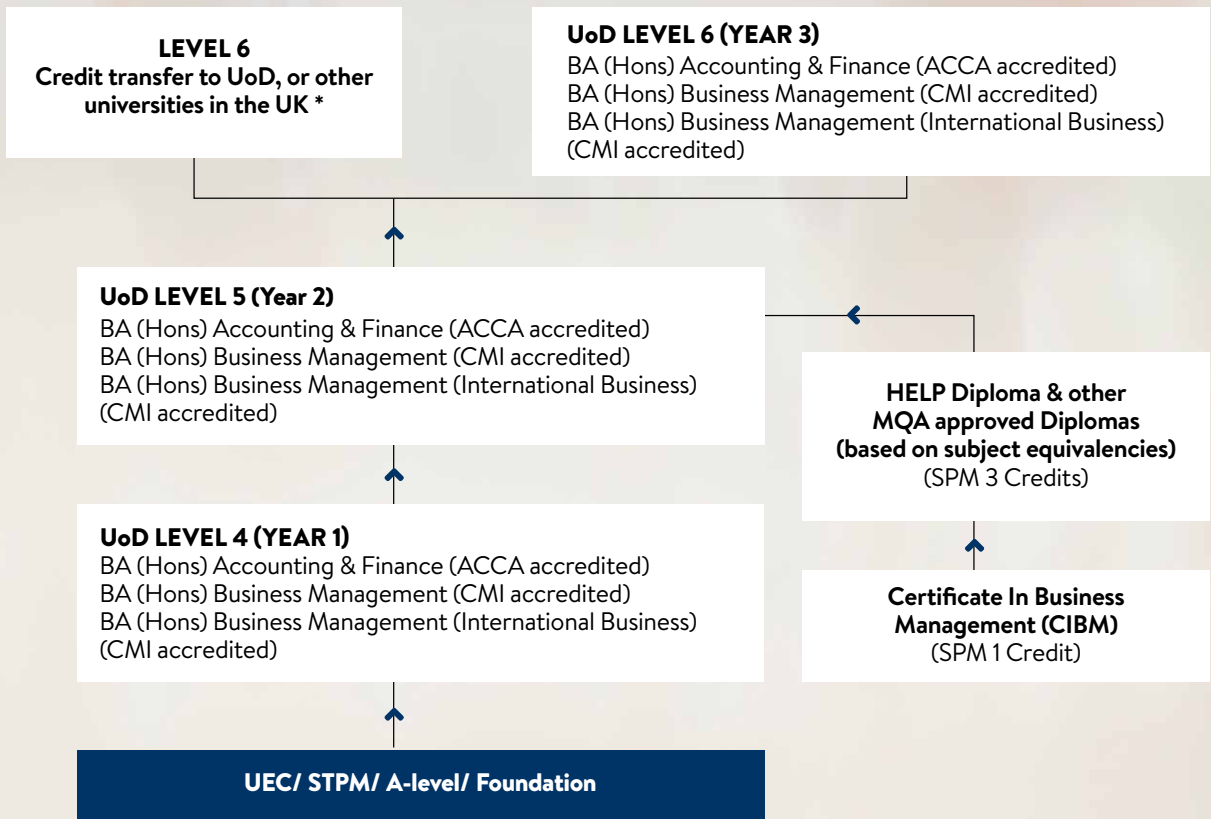 LEVEL 6
Credit transfer to UoD, or other
universities in the UK *
UoD LEVEL 6 (YEAR 3)
BA (Hons) Accounting & Finance (ACCA accredited)
BA (Hons) Business Management (CMI accredited)
BA (Hons) Business Management (International Business)
(CMI accredited)
UoD LEVEL 5 (Year 2)
BA (Hons) Accounting & Finance (ACCA accredited)
BA (Hons) Business Management (CMI accredited)
BA (Hons) Business Management (International Business)
(CMI accredited)
HELP Diploma & other
MQA approved Diplomas
(based on subject equivalencies)
(SPM 3 Credits)
UoD LEVEL 4 (YEAR 1)
BA (Hons) Accounting & Finance (ACCA accredited)
BA (Hons) Business Management (CMI accredited)
BA (Hons) Business Management (International Business)
(CMI accredited)
Certificate In Business
Management (CIBM)
(SPM 1 Credit)
UEC/ STPM/ A-level/ Foundation